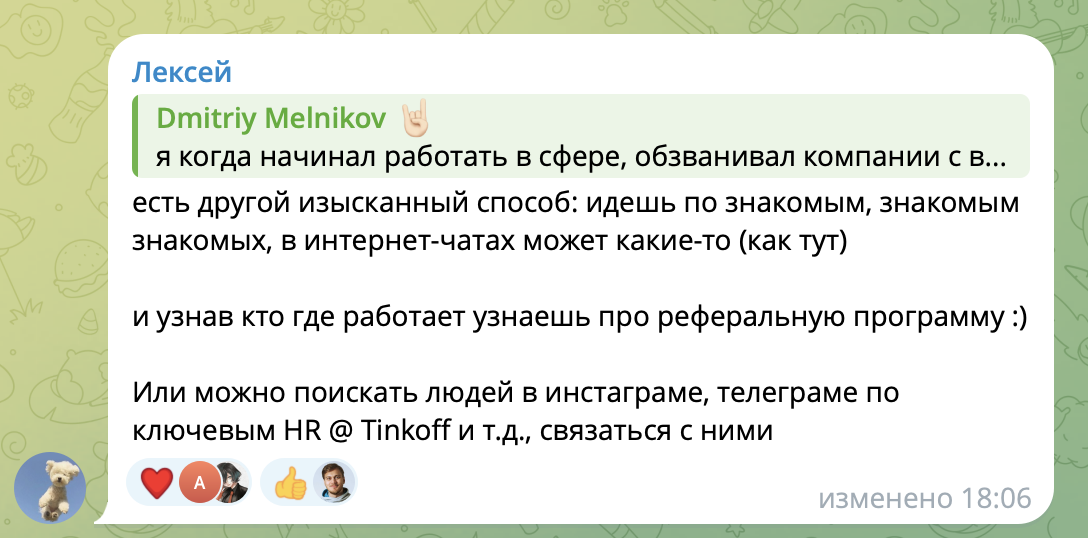 Лексей
Dmitriy Melnikov 🤘🏻
я когда начинал работать в сфере, обзванивал компании с в...
есть другой изысканный способ: идешь по знакомым, знакомым
знакомых, в интернет-чатах может какие-то (как тут)
и узнав кто где работает узнаешь про реферальную программу :)
Или можно поискать людей в инстаграме, телеграме по
ключевым HR @ Tinkoff и т.д., связаться с ними
❤️ A 👍
изменено 18:06